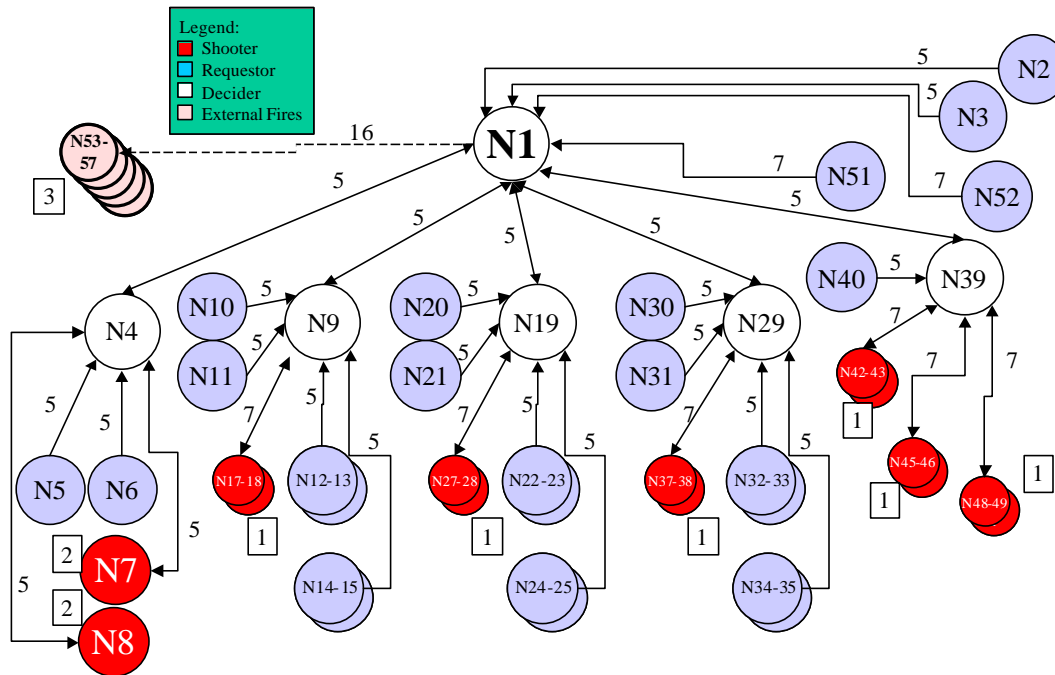 Legend:
Shooter
Requestor
Decider
External Fires
5
N2
5
N3
N1
16
N53-
57
3
7
N51
7
N52
5
5
5
5
5
N40
5
N39
N4
N10
5
N9
N11
5
N20
5
N19
N21
5
N30
5
N29
N31
5
7
7
7
N42-43
1
7
N45-46
1
7
N48-49
1
5
5
N5
N6
5
2
N7
5
2
N8
7
5
5
N17-18
1
N12-13
N14-15
7
5
5
N27-28
1
N22-23
N24-25
5
5
N37-38
1
N32-33
N34-35